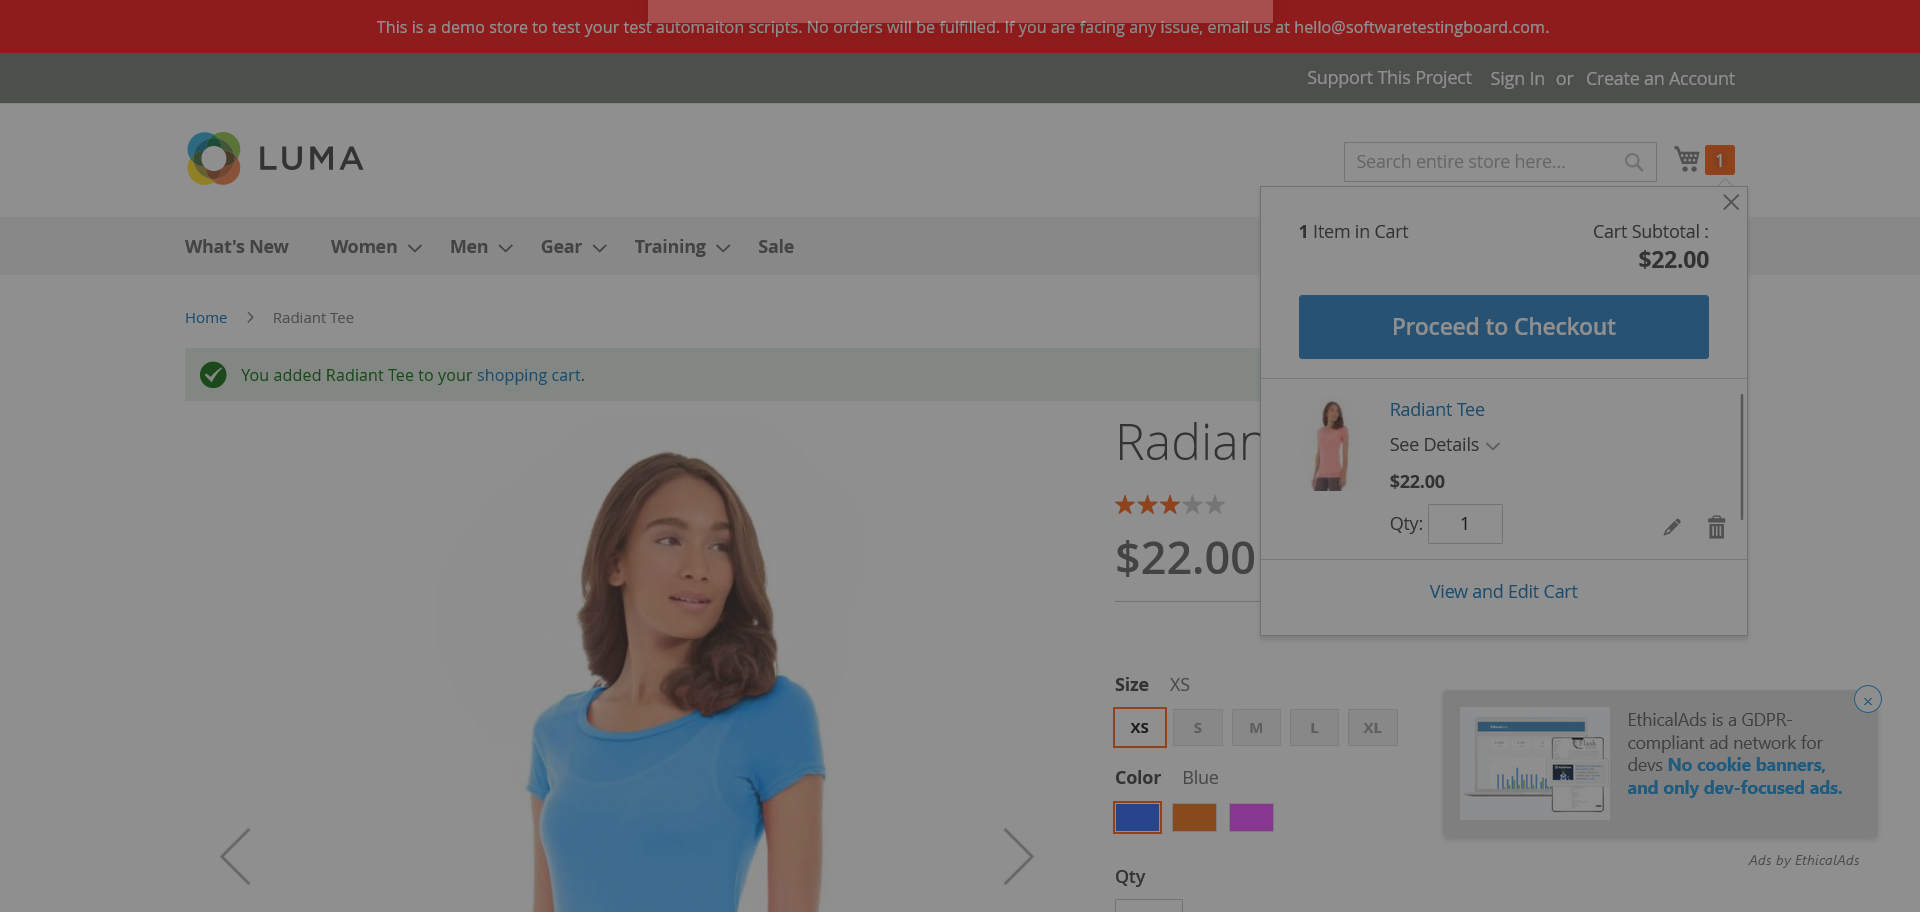 This is a demo store to test your test automaiton scripts. No orders will be fulfilled. If you are facing any issue, email us at hello@softwaretestingboard.com.
Support This Project Sign In or Create an Account
LUMA
Search entire store here...
1
What's New Women Men Gear Training Sale
1 Item in Cart
Cart Subtotal :
$22.00
Proceed to Checkout
Radiant Tee
See Details
$22.00
Qty: 1
View and Edit Cart
Home Radiant Tee
You added Radiant Tee to your shopping cart.
Radian
$22.00
Size XS
XS S M L XL
Color Blue
Qty
EthicalAds is a GDPR-
compliant ad network for
devs No cookie banners,
and only dev-focused ads.
Ads by EthicalAds